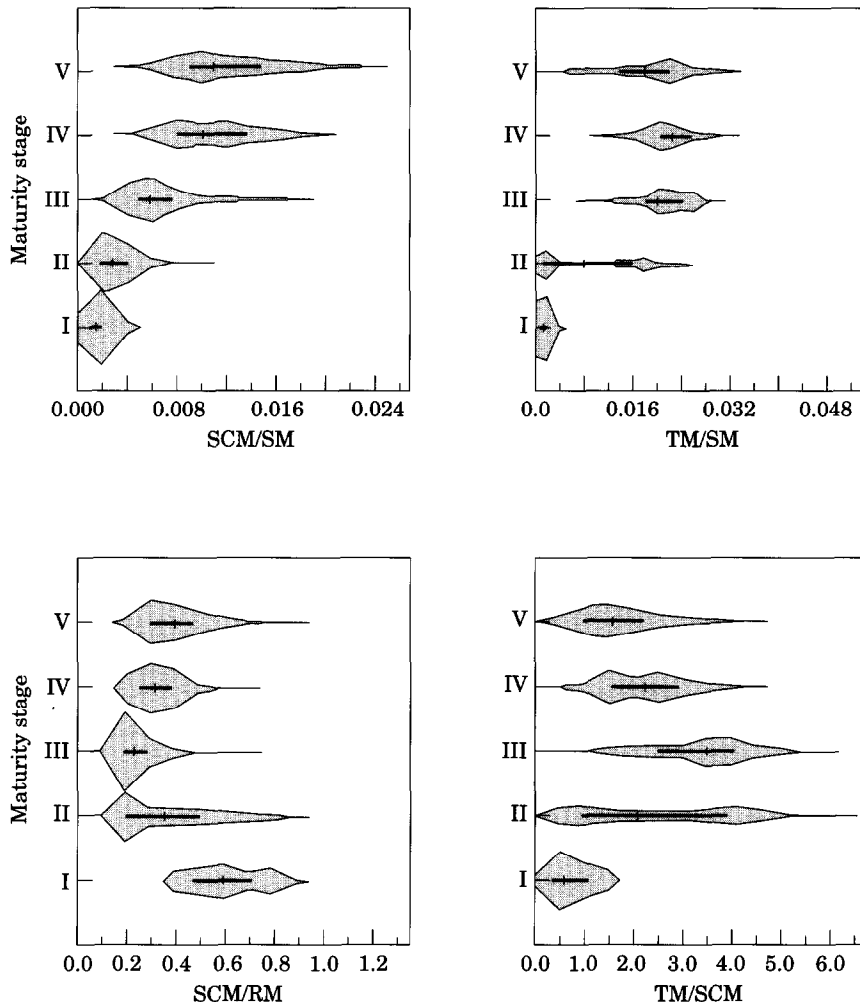 Maturity stage
V
IV
III
II
I
0.000 0.008 0.016 0.024
SCM/SM
V
IV
III
II
I
0.0 0.016 0.032 0.048
TM/SM
Maturity stage
V
IV
III
II
I
0.0 0.2 0.4 0.6 0.8 1.0 1.2
SCM/RM
V
IV
III
II
I
0.0 1.0 2.0 3.0 4.0 5.0 6.0
TM/SCM